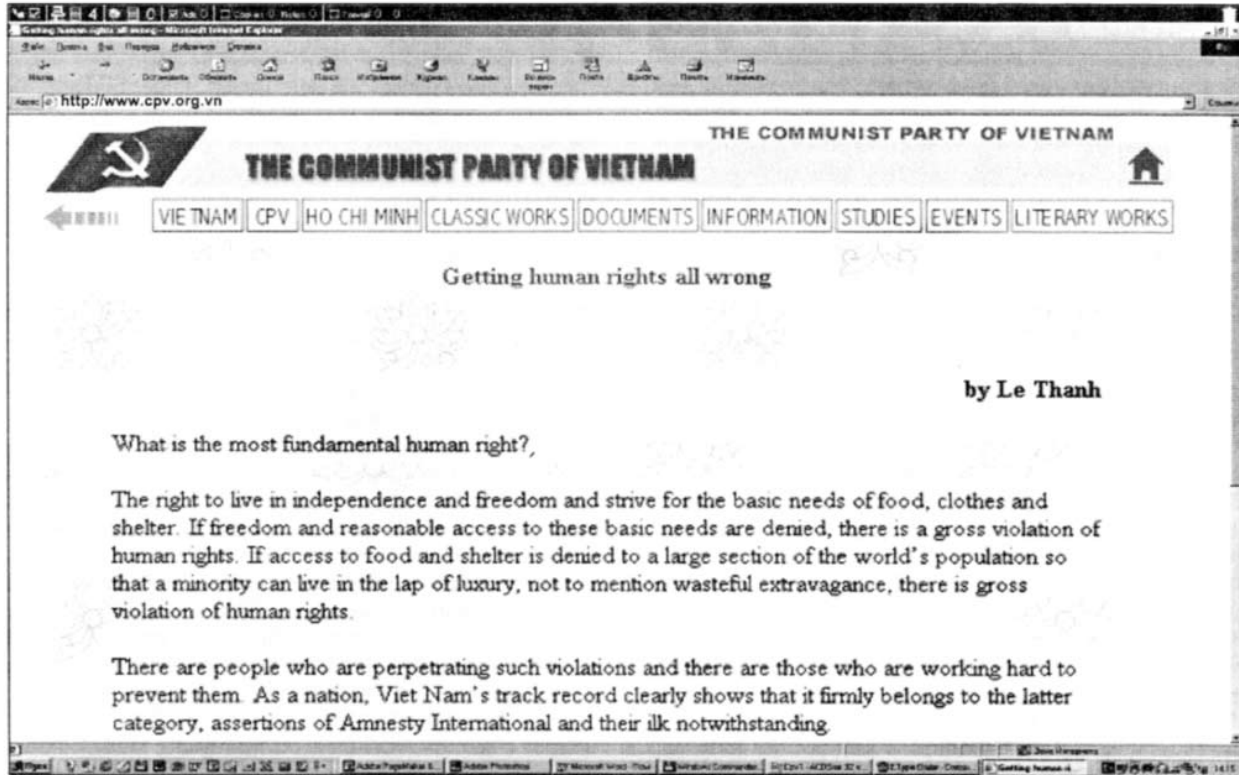 Getting human rights all wrong - Microsoft Internet Explorer
http://www.cpv.org.vn
THE COMMUNIST PARTY OF VIETNAM
THE COMMUNIST PARTY OF VIETNAM
VIETNAM CPV HO CHI MINH CLASSIC WORKS DOCUMENTS INFORMATION STUDIES EVENTS LITERARY WORKS
Getting human rights all wrong
by Le Thanh
What is the most fundamental human right?,
The right to live in independence and freedom and strive for the basic needs of food, clothes and
shelter. If freedom and reasonable access to these basic needs are denied, there is a gross violation of
human rights. If access to food and shelter is denied to a large section of the world's population so
that a minority can live in the lap of luxury, not to mention wasteful extravagance, there is gross
violation of human rights.
There are people who are perpetrating such violations and there are those who are working hard to
prevent them. As a nation, Viet Nam's track record clearly shows that it firmly belongs to the latter
category, assertions of Amnesty International and their ilk notwithstanding.